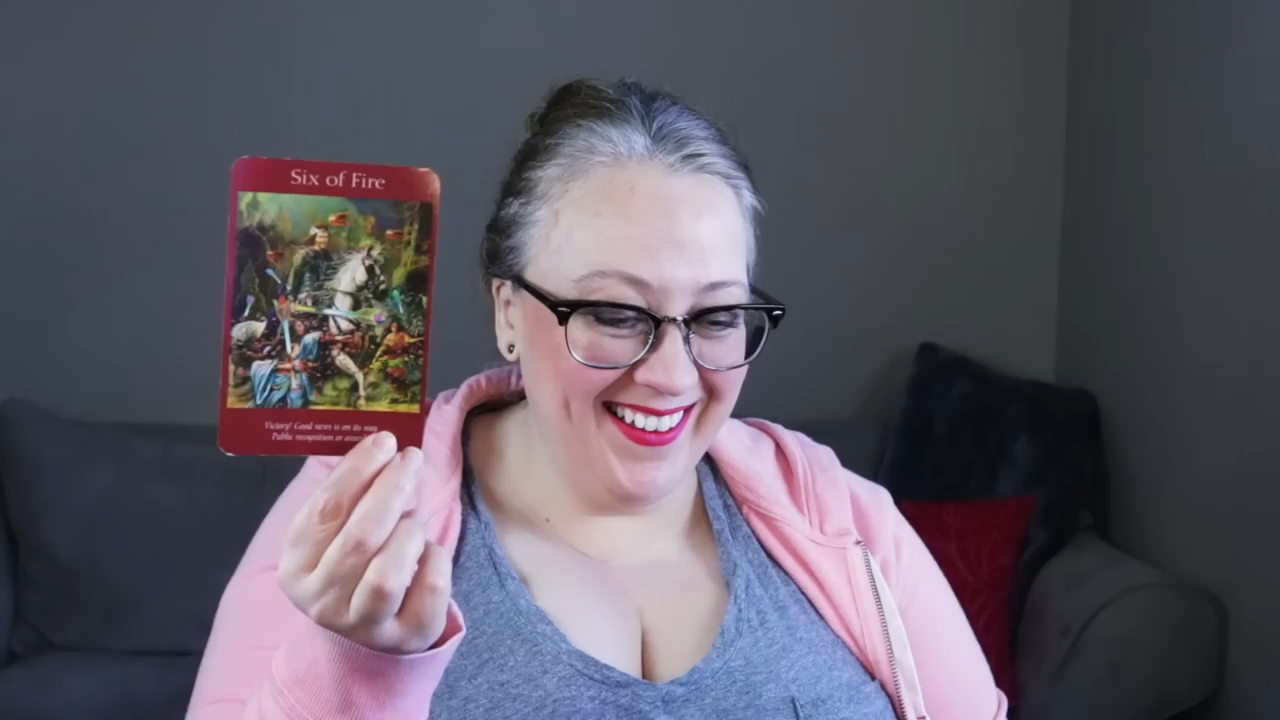 Six of Fire
Victory! Good news is on its way.
Public recognition or